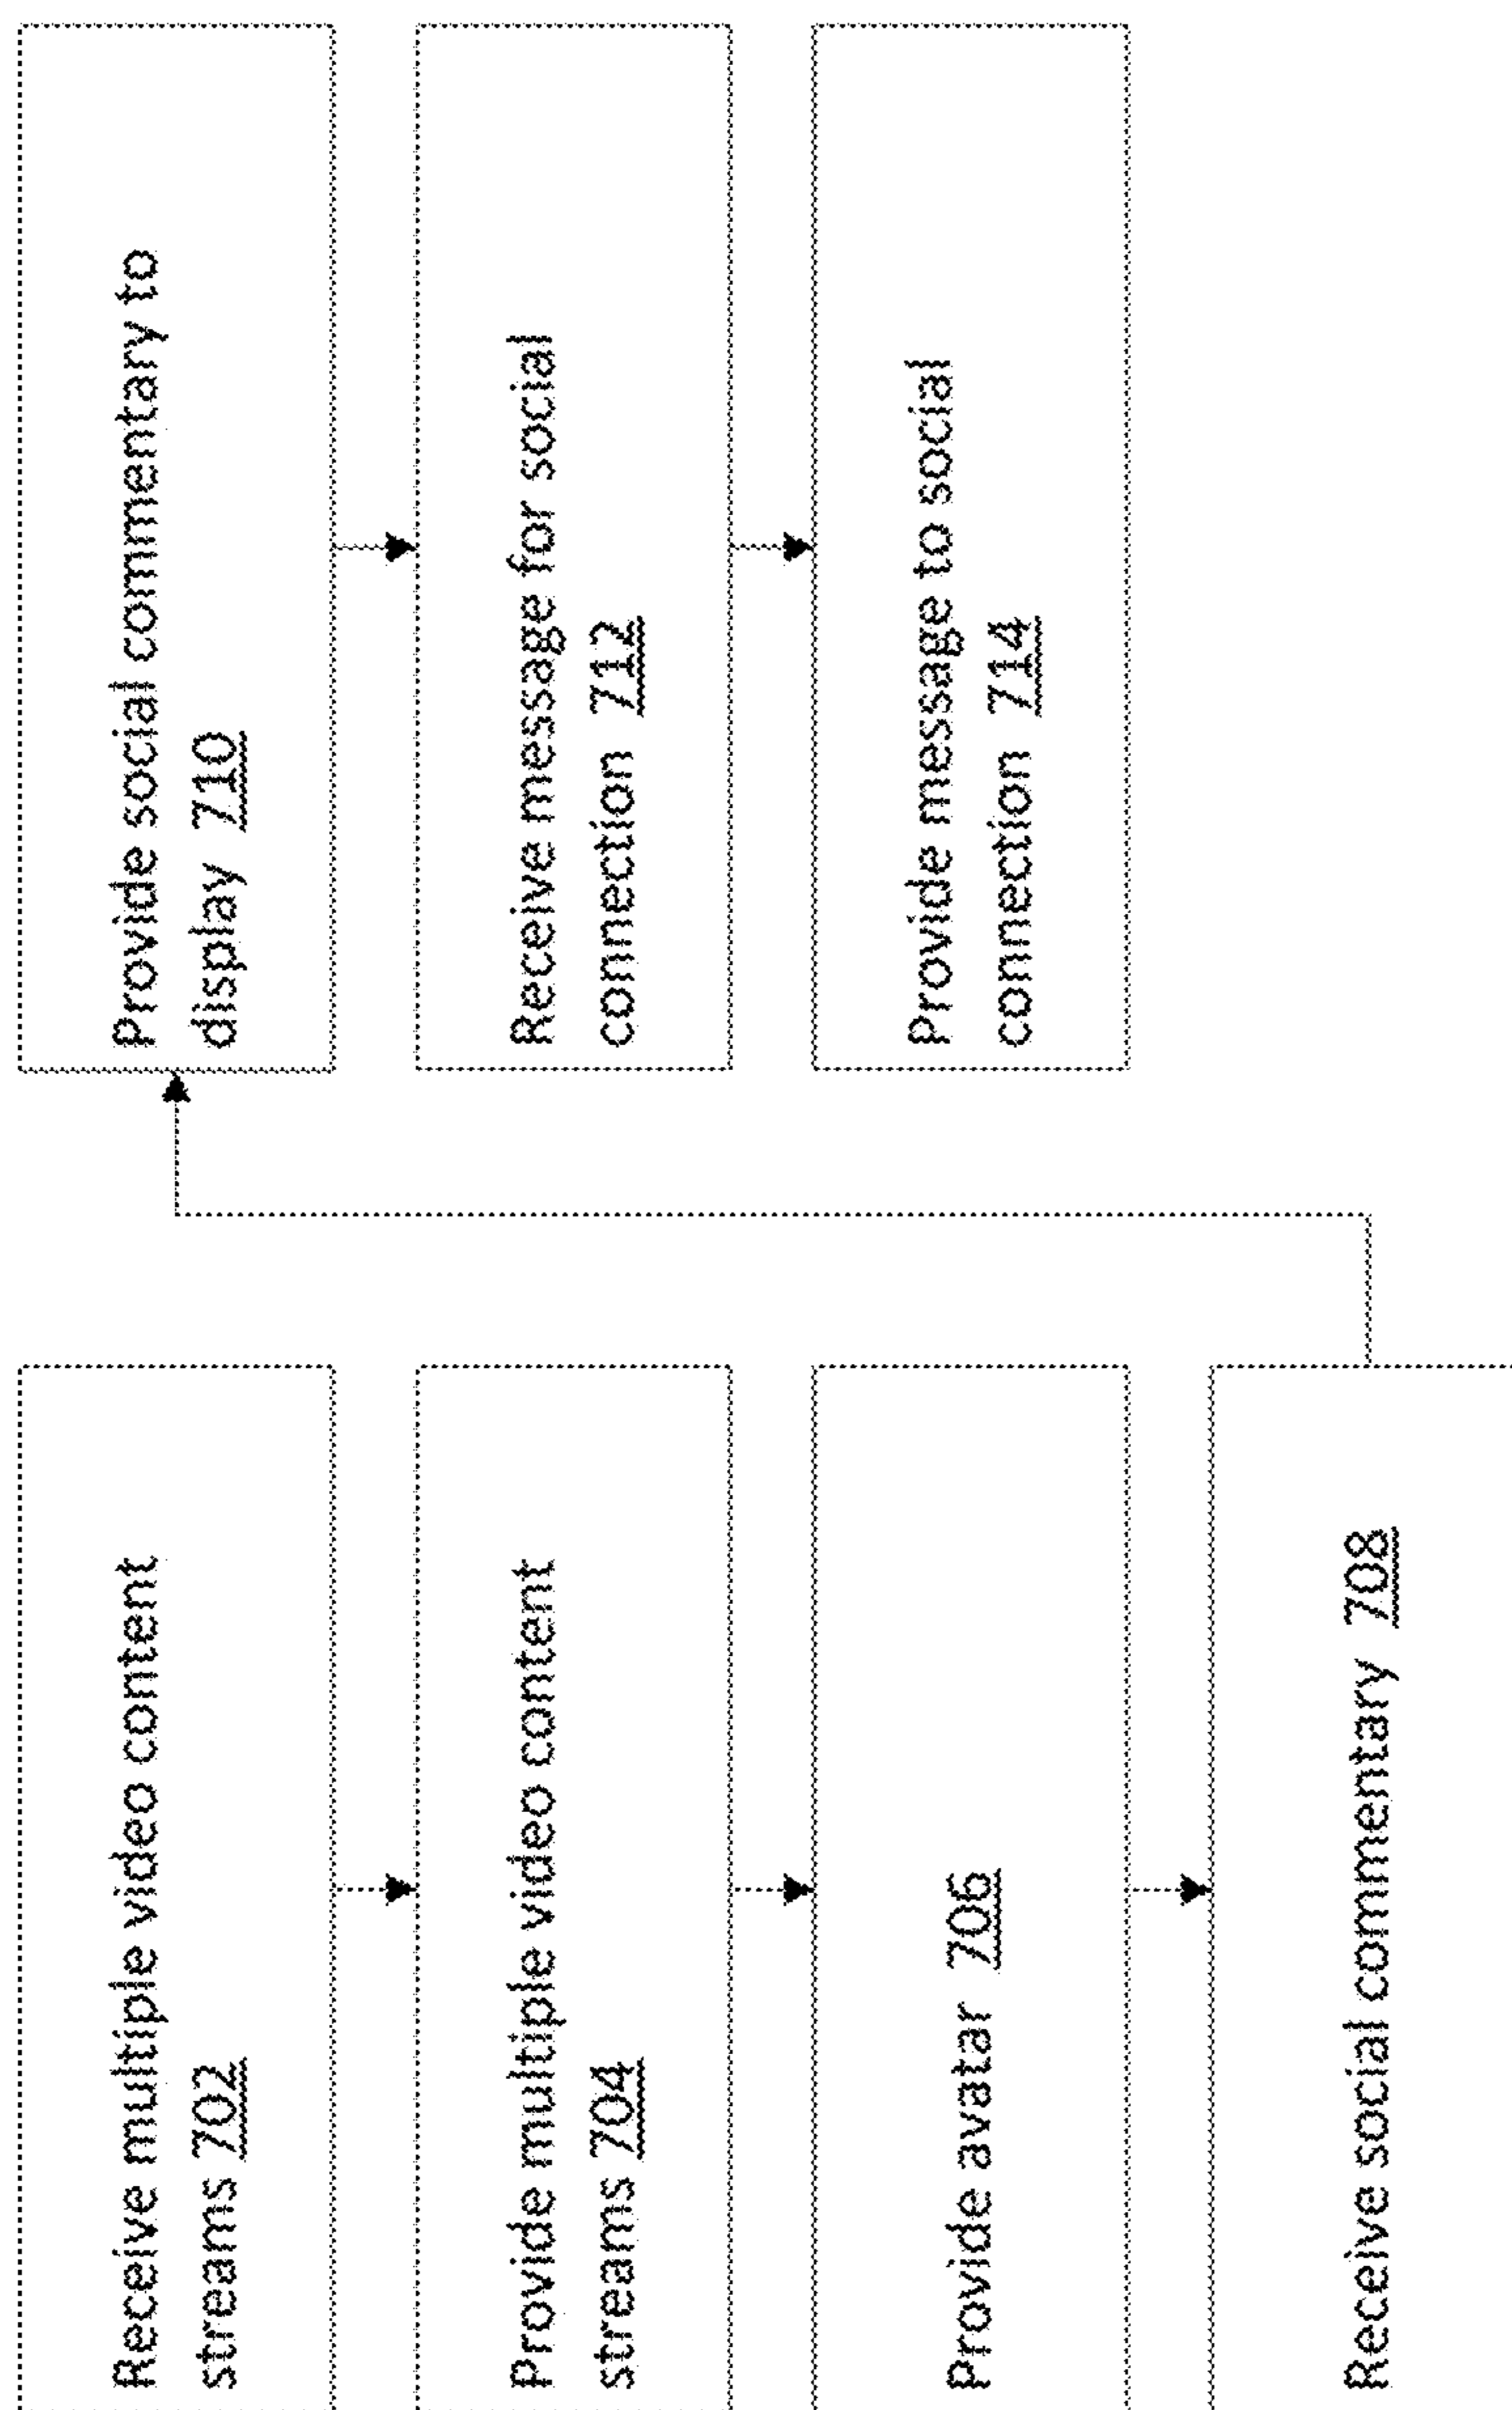 Receive multiple video content
streams 702
Provide multiple video content
streams 704
Provide avatar 706
Receive social commentary 708
Provide social commentary to
display 710
Receive message for social
connection 712
Provide message to social
connection 714